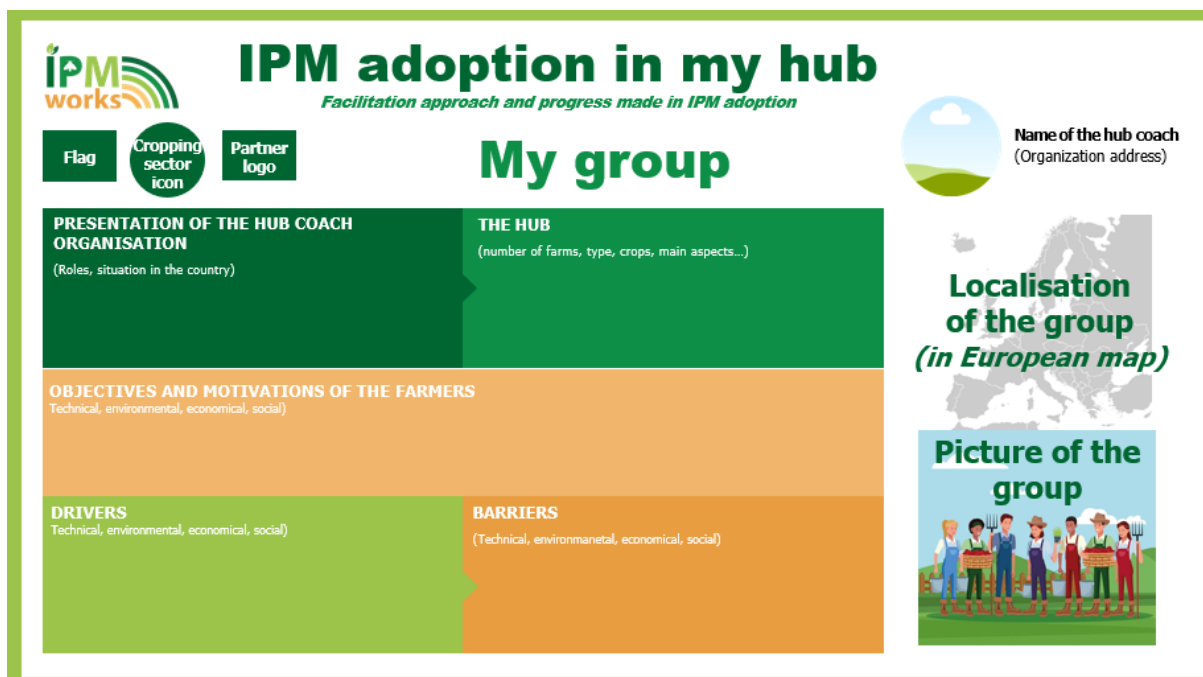 IPM
works
IPM adoption in my hub
Facilitation approach and progress made in IPM adoption
Flag
Cropping
sector
icon
Partner
logo
My group
Name of the hub coach
(Organization address)
PRESENTATION OF THE HUB COACH
ORGANISATION
(Roles, situation in the country)
THE HUB
(number of farms, type, crops, main aspects...)
Localisation
of the group
(in European map)
OBJECTIVES AND MOTIVATIONS OF THE FARMERS
Technical, environmental, economical, social)
Picture of the
group
DRIVERS
Technical, environmental, economical, social)
BARRIERS
(Technical, environmanetal, economical, social)